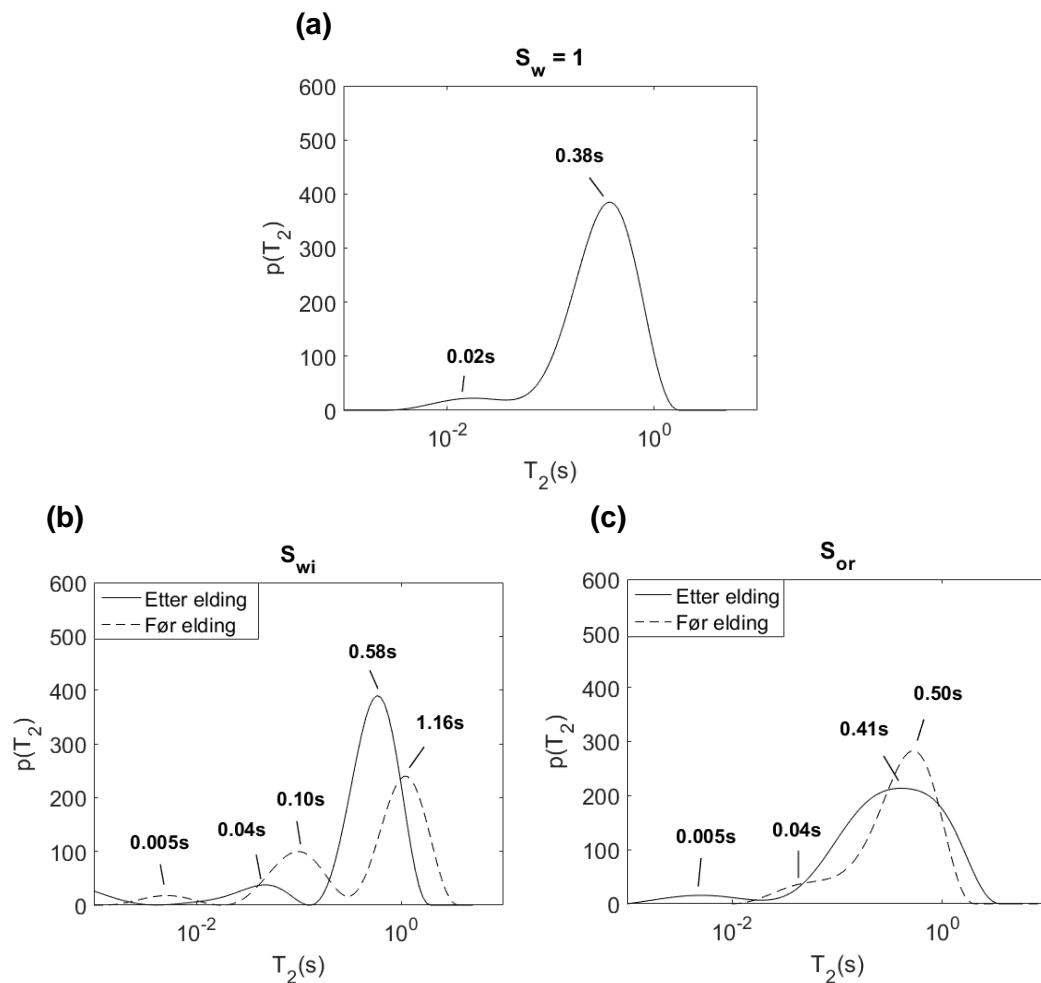 (a)
S_w = 1
600
500
400
300
200
100
0
p(T_2)
0.38s
0.02s
10^-2
10^0
T_2(s)
(b)
S_wi
600
500
400
300
200
100
0
p(T_2)
Etter elding
Før elding
0.58s
1.16s
0.10s
0.04s
0.005s
10^-2
10^0
T_2(s)
(c)
S_or
600
500
400
300
200
100
0
p(T_2)
Etter elding
Før elding
0.50s
0.41s
0.04s
0.005s
10^-2
10^0
T_2(s)